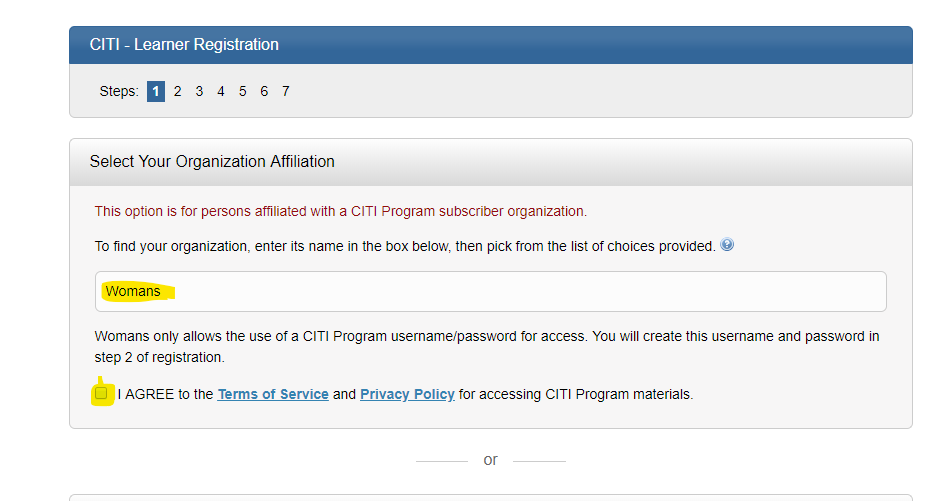 CITI - Learner Registration
Steps: 1 2 3 4 5 6 7
Select Your Organization Affiliation
This option is for persons affiliated with a CITI Program subscriber organization.
To find your organization, enter its name in the box below, then pick from the list of choices provided. ?
Womans
Womans only allows the use of a CITI Program username/password for access. You will create this username and password in
step 2 of registration.
I AGREE to the Terms of Service and Privacy Policy for accessing CITI Program materials.
or